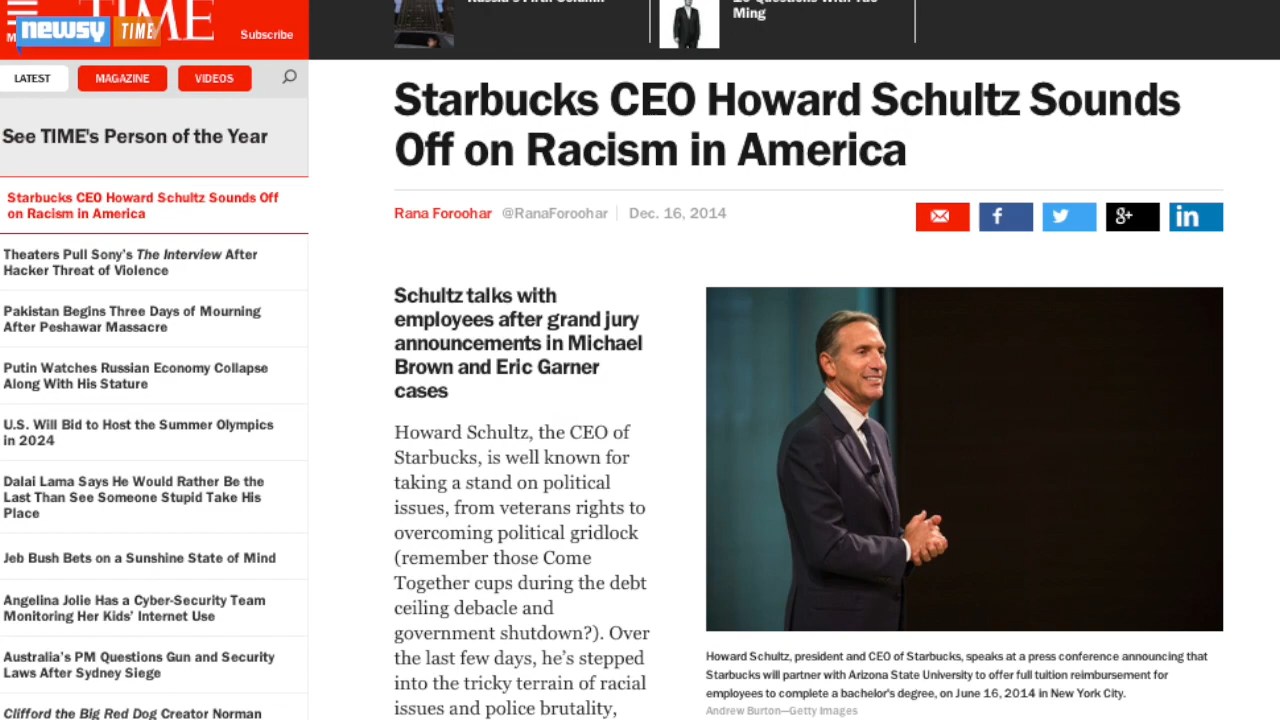 TIME
newsy TIME
Subscribe
Ming
LATEST
MAGAZINE
VIDEOS
See TIME's Person of the Year
Starbucks CEO Howard Schultz Sounds Off
on Racism in America
Theaters Pull Sony's The Interview After
Hacker Threat of Violence
Pakistan Begins Three Days of Mourning
After Peshawar Massacre
Putin Watches Russian Economy Collapse
Along With His Stature
U.S. Will Bid to Host the Summer Olympics
in 2024
Dalai Lama Says He Would Rather Be the
Last Than See Someone Stupid Take His
Place
Jeb Bush Bets on a Sunshine State of Mind
Angelina Jolie Has a Cyber-Security Team
Monitoring Her Kids' Internet Use
Australia's PM Questions Gun and Security
Laws After Sydney Siege
Clifford the Big Red Dog Creator Norman
Starbucks CEO Howard Schultz Sounds
Off on Racism in America
Rana Foroohar @RanaForoohar Dec. 16, 2014
f
g+
in
Schultz talks with
employees after grand jury
announcements in Michael
Brown and Eric Garner
cases
Howard Schultz, the CEO of
Starbucks, is well known for
taking a stand on political
issues, from veterans rights to
overcoming political gridlock
(remember those Come
Together cups during the debt
ceiling debacle and
government shutdown?). Over
the last few days, he's stepped
into the tricky terrain of racial
issues and police brutality,
Howard Schultz, president and CEO of Starbucks, speaks at a press conference announcing that
Starbucks will partner with Arizona State University to offer full tuition reimbursement for
employees to complete a bachelor's degree, on June 16, 2014 in New York City.
Andrew Burton—Getty Images